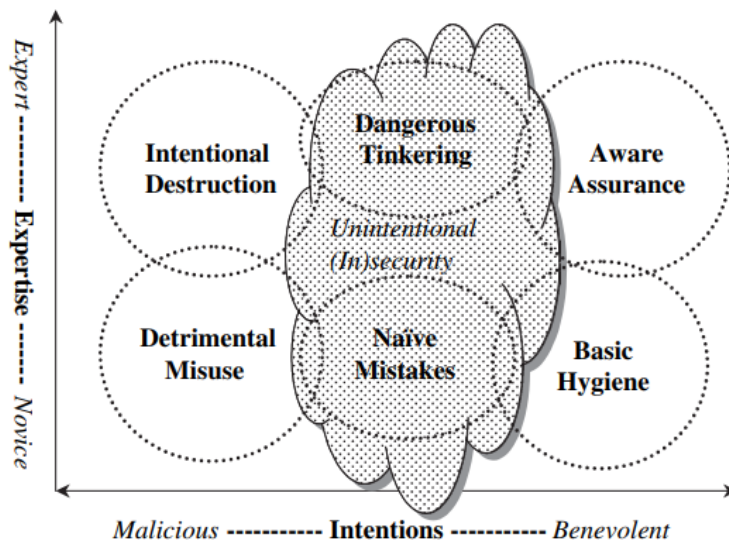 Expert ---------- Expertise ------- Novice
Dangerous
Tinkering
Intentional
Destruction
Aware
Assurance
Unintentional
(In)security
Detrimental
Misuse
Naïve
Mistakes
Basic
Hygiene
Malicious ----------- Intentions ----------- Benevolent